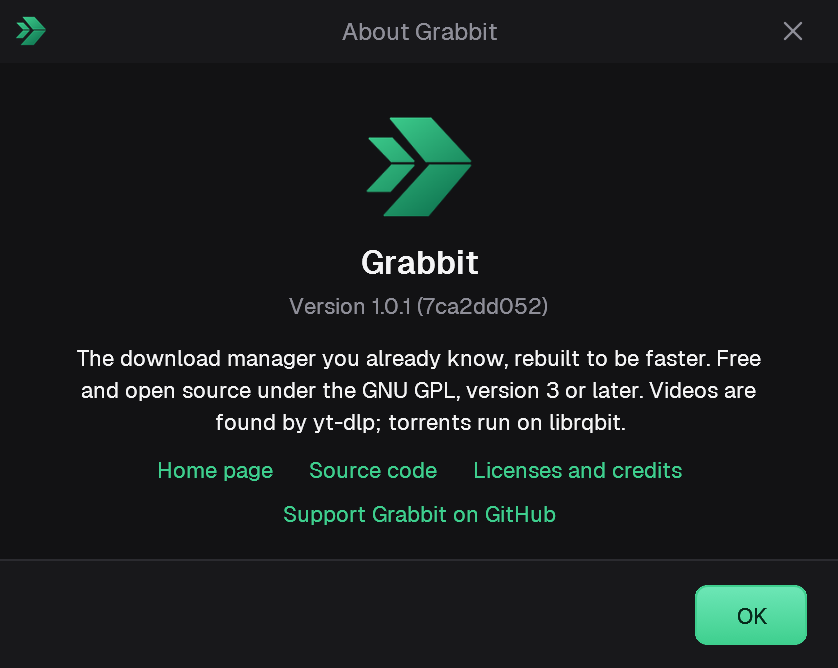 About Grabbit
Grabbit
Version 1.0.1 (7ca2dd052)
The download manager you already know, rebuilt to be faster. Free
and open source under the GNU GPL, version 3 or later. Videos are
found by yt-dlp; torrents run on librqbit.
Home page Source code Licenses and credits
Support Grabbit on GitHub
OK